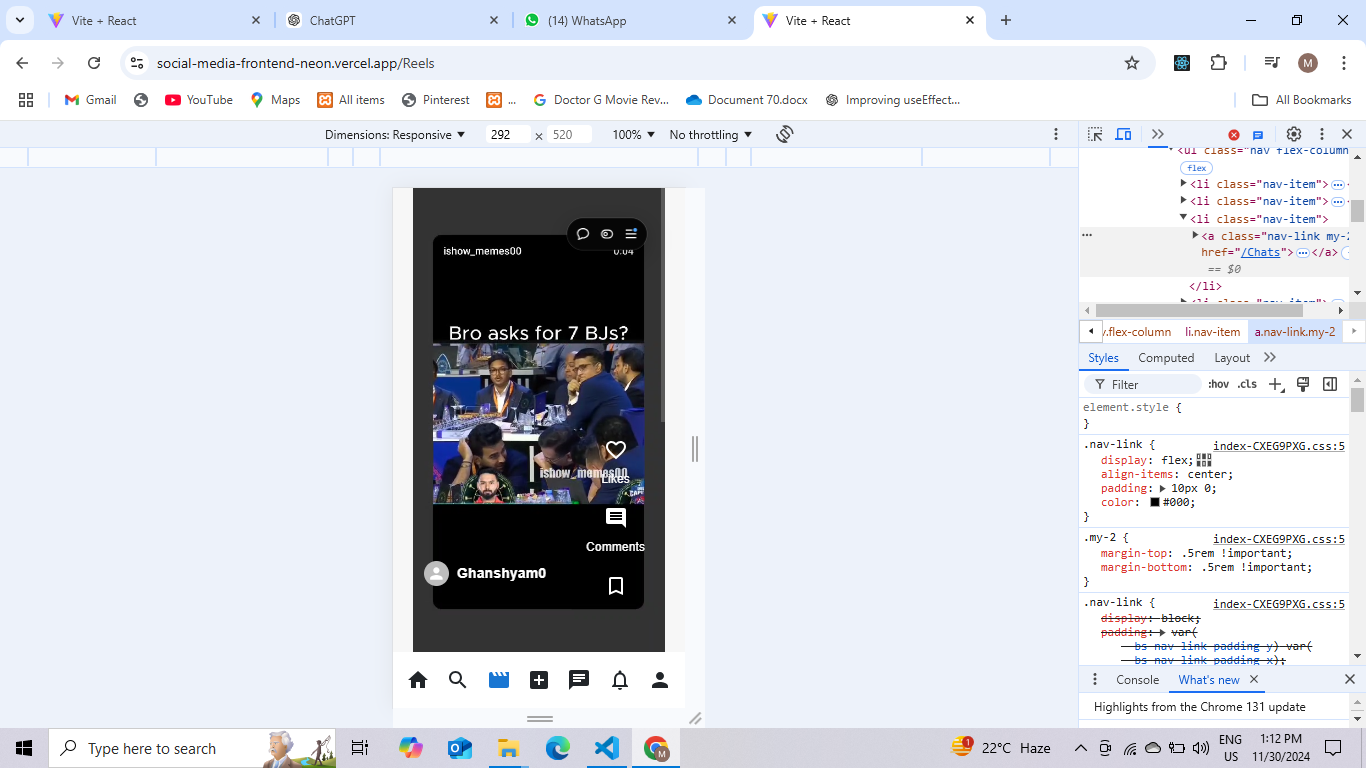 Vite + React
ChatGPT
(14) WhatsApp
Vite + React
social-media-frontend-neon.vercel.app/Reels
M
Gmail
YouTube
Maps
All items
Pinterest
...
Doctor G Movie Rev...
Document 70.docx
Improving useEffect...
All Bookmarks
Dimensions: Responsive
292
×
520
100%
No throttling
<ul class="nav flex-column
flex
<li class="nav-item">
<li class="nav-item">
<li class="nav-item">
<a class="nav-link my-2
href="/Chats"> </a>
== $0
</li>
<li class="nav-item">
.flex-column
li.nav-item
a.nav-link.my-2
Styles
Computed
Layout
Filter
:hov
.cls
element.style {
}
.nav-link {
index-CXEG9PXG.css:5
display: flex;
align-items: center;
padding: 10px 0;
color: #000;
}
.my-2 {
index-CXEG9PXG.css:5
margin-top: .5rem !important;
margin-bottom: .5rem !important;
}
.nav-link {
index-CXEG9PXG.css:5
display: block;
padding: var(
--bs-nav-link-padding-y) var(
--bs-nav-link-padding-x);
Console
What's new
Highlights from the Chrome 131 update
ishow_memes00
0:04
Bro asks for 7 BJs?
ishow_memes00
Likes
Comments
Ghanshyam0
Type here to search
M
1
22°C Haze
ENG
US
1:12 PM
11/30/2024